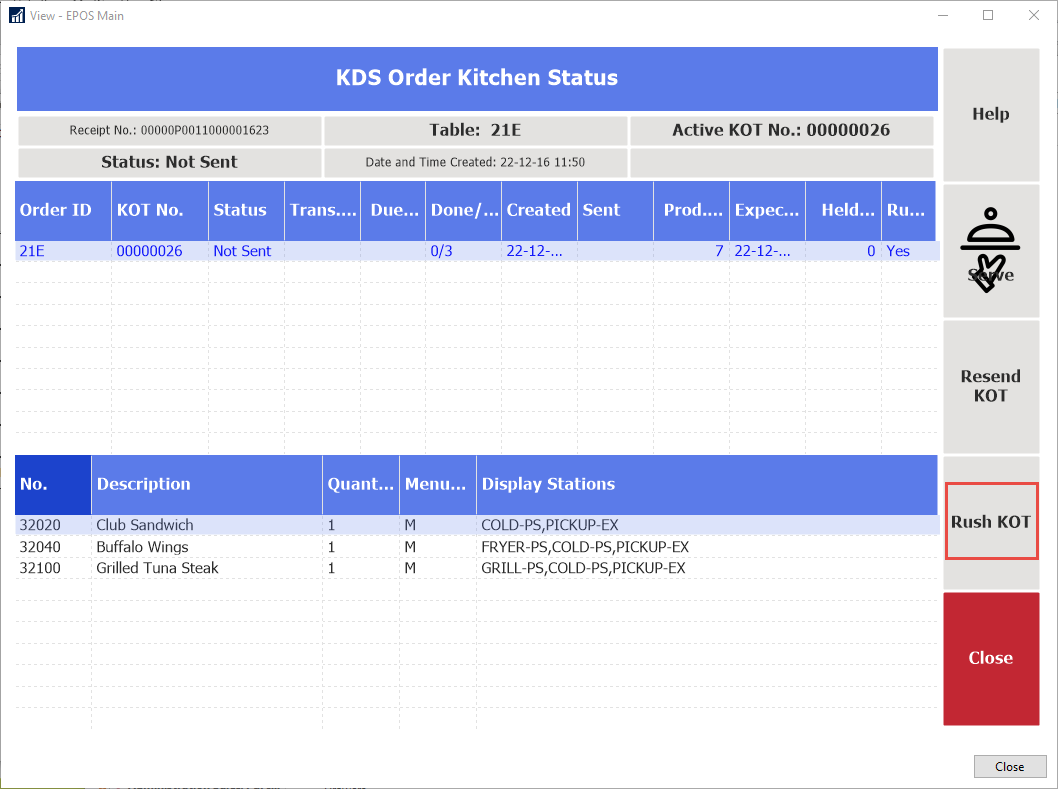 View - EPOS Main
KDS Order Kitchen Status
Receipt No.: 00000P0011000001623 Table: 21E Active KOT No.: 00000026
Status: Not Sent Date and Time Created: 22-12-16 11:50
Order ID KOT No. Status Trans.... Due... Done/... Created Sent Prod.... Expec... Held... Ru...
21E 00000026 Not Sent 0/3 22-12-... 7 22-12-... 0 Yes
No. Description Quant... Menu... Display Stations
32020 Club Sandwich 1 M COLD-PS,PICKUP-EX
32040 Buffalo Wings 1 M FRYER-PS,COLD-PS,PICKUP-EX
32100 Grilled Tuna Steak 1 M GRILL-PS,COLD-PS,PICKUP-EX
Help
Serve
Resend
KOT
Rush KOT
Close
Close